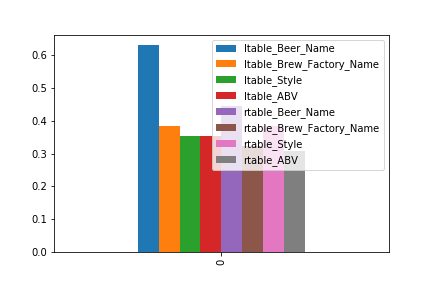 0.6
0.5
0.4
0.3
0.2
0.1
0.0
ltable_Beer_Name
ltable_Brew_Factory_Name
ltable_Style
ltable_ABV
rtable_Beer_Name
rtable_Brew_Factory_Name
rtable_Style
rtable_ABV
0